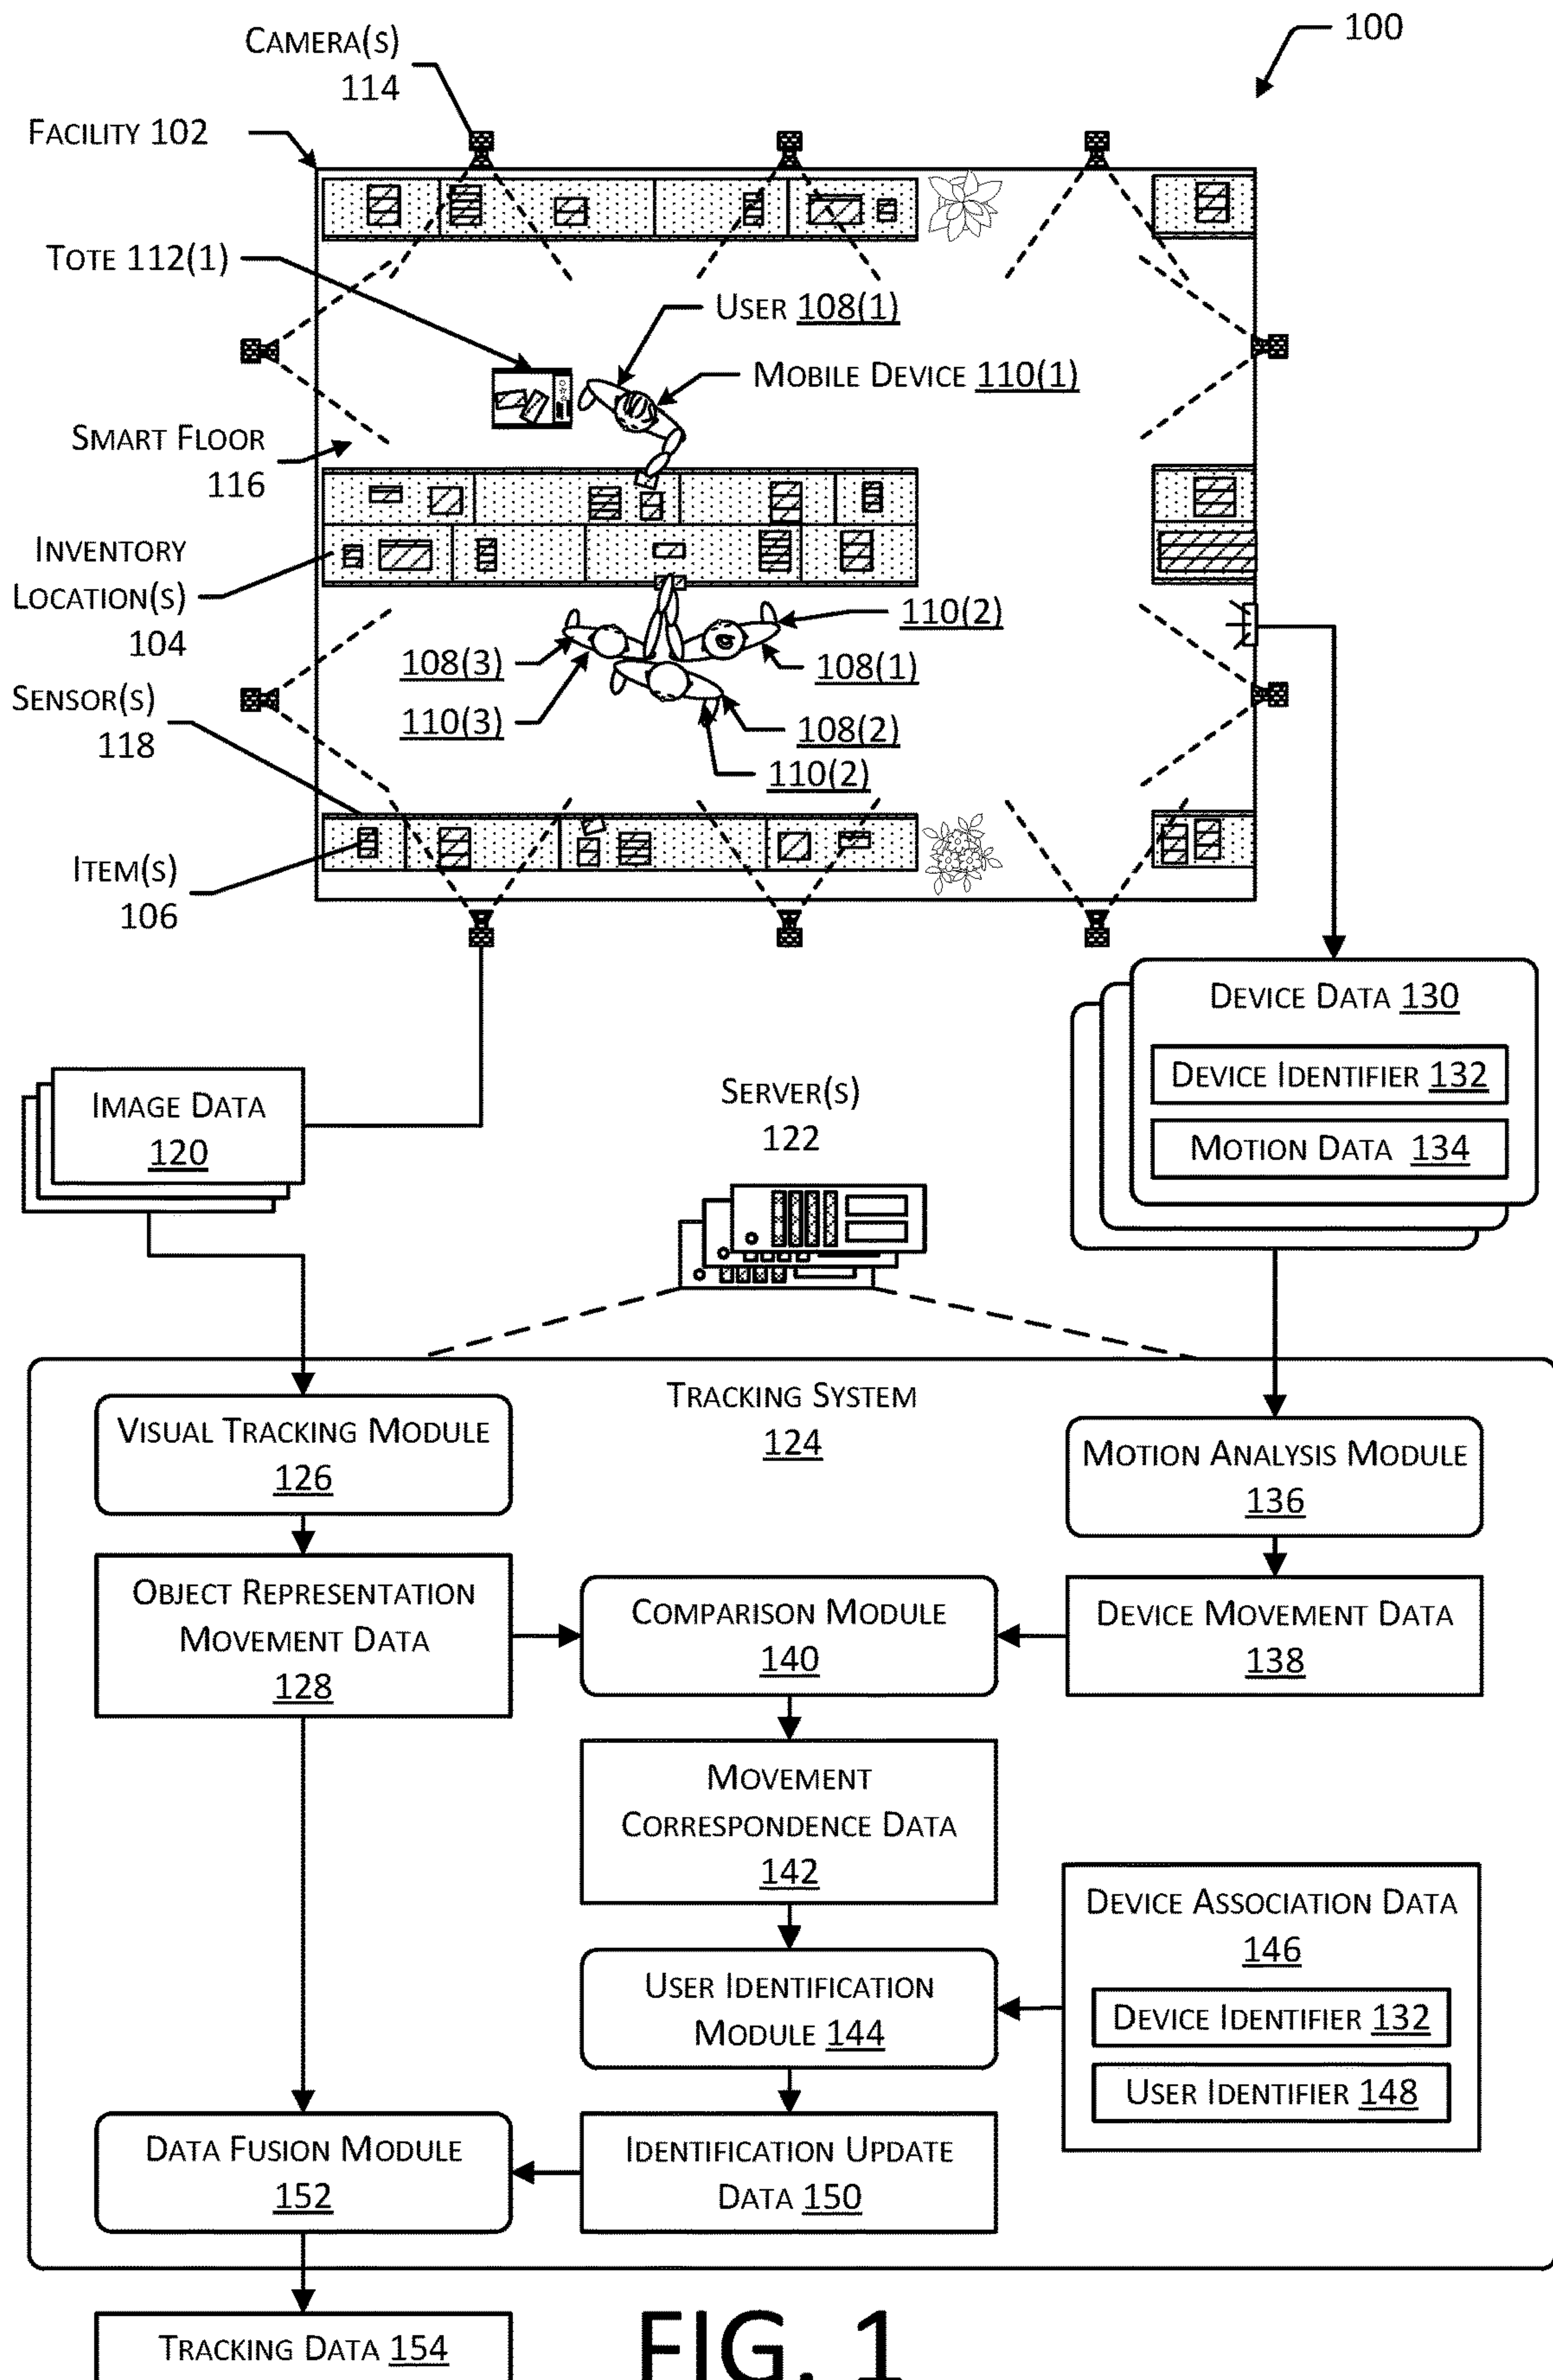 100
CAMERA(S)
114
FACILITY 102
TOTE 112(1)
USER 108(1)
MOBILE DEVICE 110(1)
SMART FLOOR
116
INVENTORY
LOCATION(S)
104
110(2)
108(3)
108(1)
SENSOR(S)
118
110(3)
108(2)
110(2)
ITEM(S)
106
DEVICE DATA 130
DEVICE IDENTIFIER 132
MOTION DATA 134
IMAGE DATA
120
SERVER(S)
122
TRACKING SYSTEM
124
VISUAL TRACKING MODULE
126
MOTION ANALYSIS MODULE
136
OBJECT REPRESENTATION
MOVEMENT DATA
128
COMPARISON MODULE
140
DEVICE MOVEMENT DATA
138
MOVEMENT
CORRESPONDENCE DATA
142
DEVICE ASSOCIATION DATA
146
DEVICE IDENTIFIER 132
USER IDENTIFIER 148
USER IDENTIFICATION
MODULE 144
DATA FUSION MODULE
152
IDENTIFICATION UPDATE
DATA 150
TRACKING DATA 154
FIG. 1